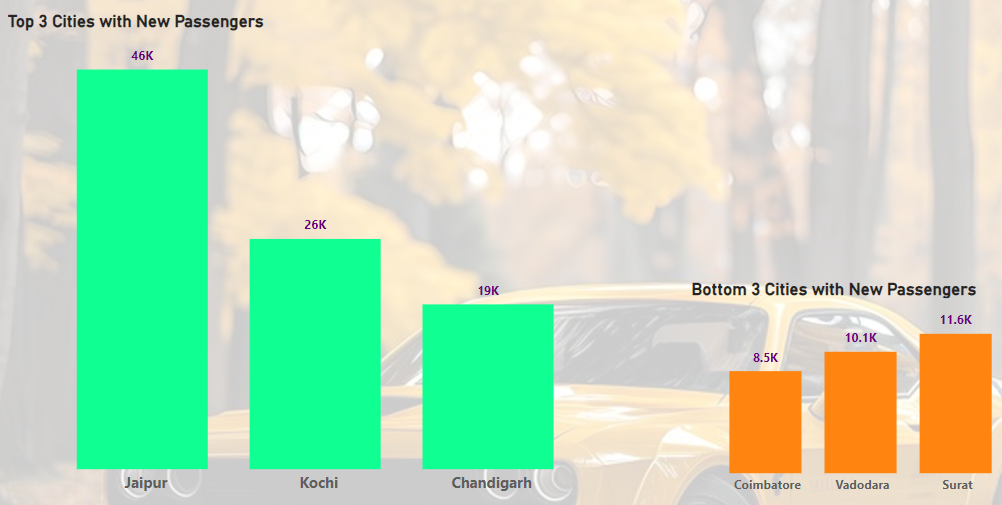 Top 3 Cities with New Passengers
46K
26K
19K
Jaipur
Kochi
Chandigarh
Bottom 3 Cities with New Passengers
11.6K
10.1K
8.5K
Coimbatore
Vadodara
Surat